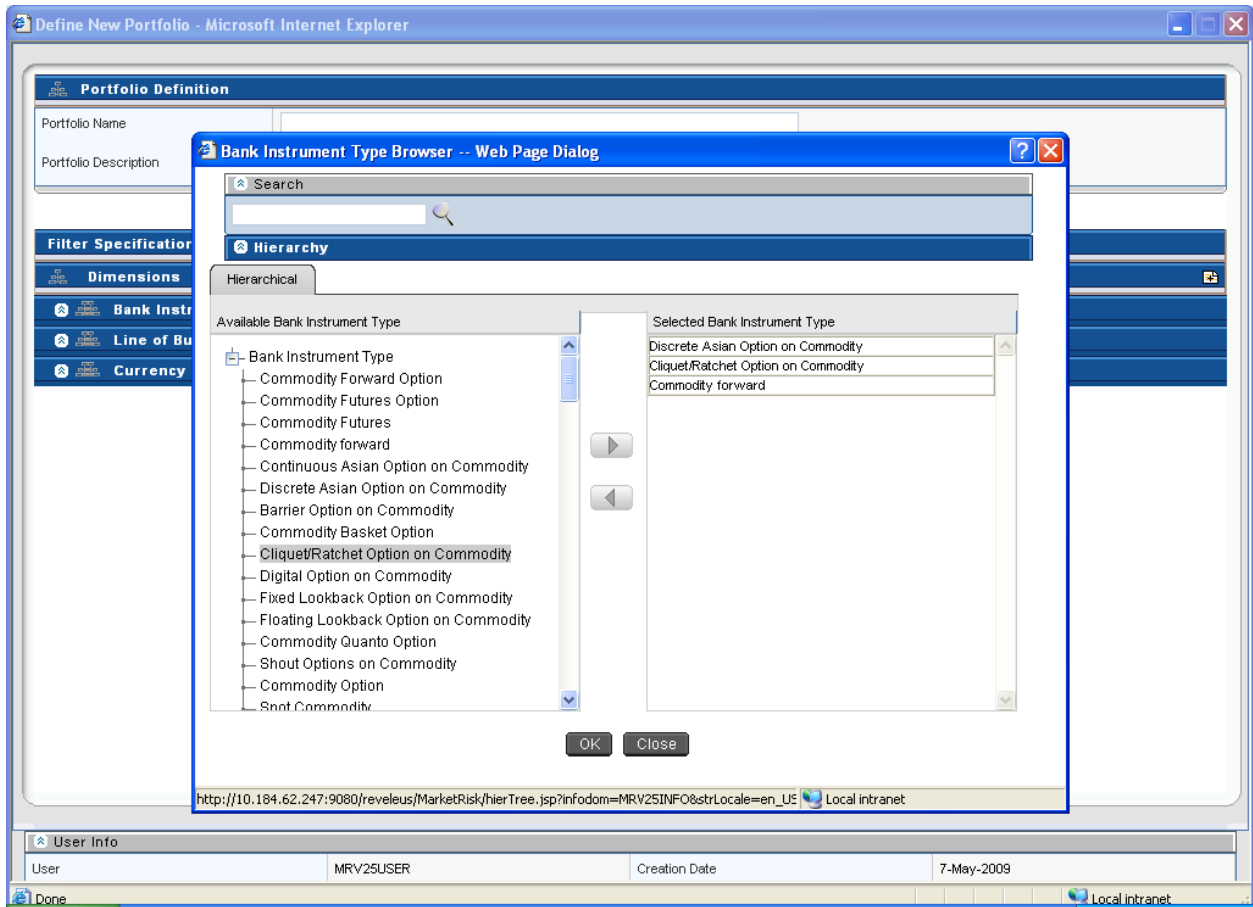 Define New Portfolio - Microsoft Internet Explorer
Portfolio Definition
Portfolio Name
Portfolio Description
Bank Instrument Type Browser -- Web Page Dialog
Search
Hierarchy
Filter Specification
Dimensions
Bank Instr
Line of Bu
Currency
Hierarchical
Available Bank Instrument Type
Bank Instrument Type
Commodity Forward Option
Commodity Futures Option
Commodity Futures
Commodity forward
Continuous Asian Option on Commodity
Discrete Asian Option on Commodity
Barrier Option on Commodity
Commodity Basket Option
Cliquet/Ratchet Option on Commodity
Digital Option on Commodity
Fixed Lookback Option on Commodity
Floating Lookback Option on Commodity
Commodity Quanto Option
Shout Options on Commodity
Commodity Option
Spot Commodity
Selected Bank Instrument Type
Discrete Asian Option on Commodity
Cliquet/Ratchet Option on Commodity
Commodity forward
OK Close
http://10.184.62.247:9080/reveleus/MarketRisk/hierTree.jsp?infodom=MRV25INFO&strLocale=en_US Local intranet
User Info
User MRV25USER Creation Date 7-May-2009
Done Local intranet